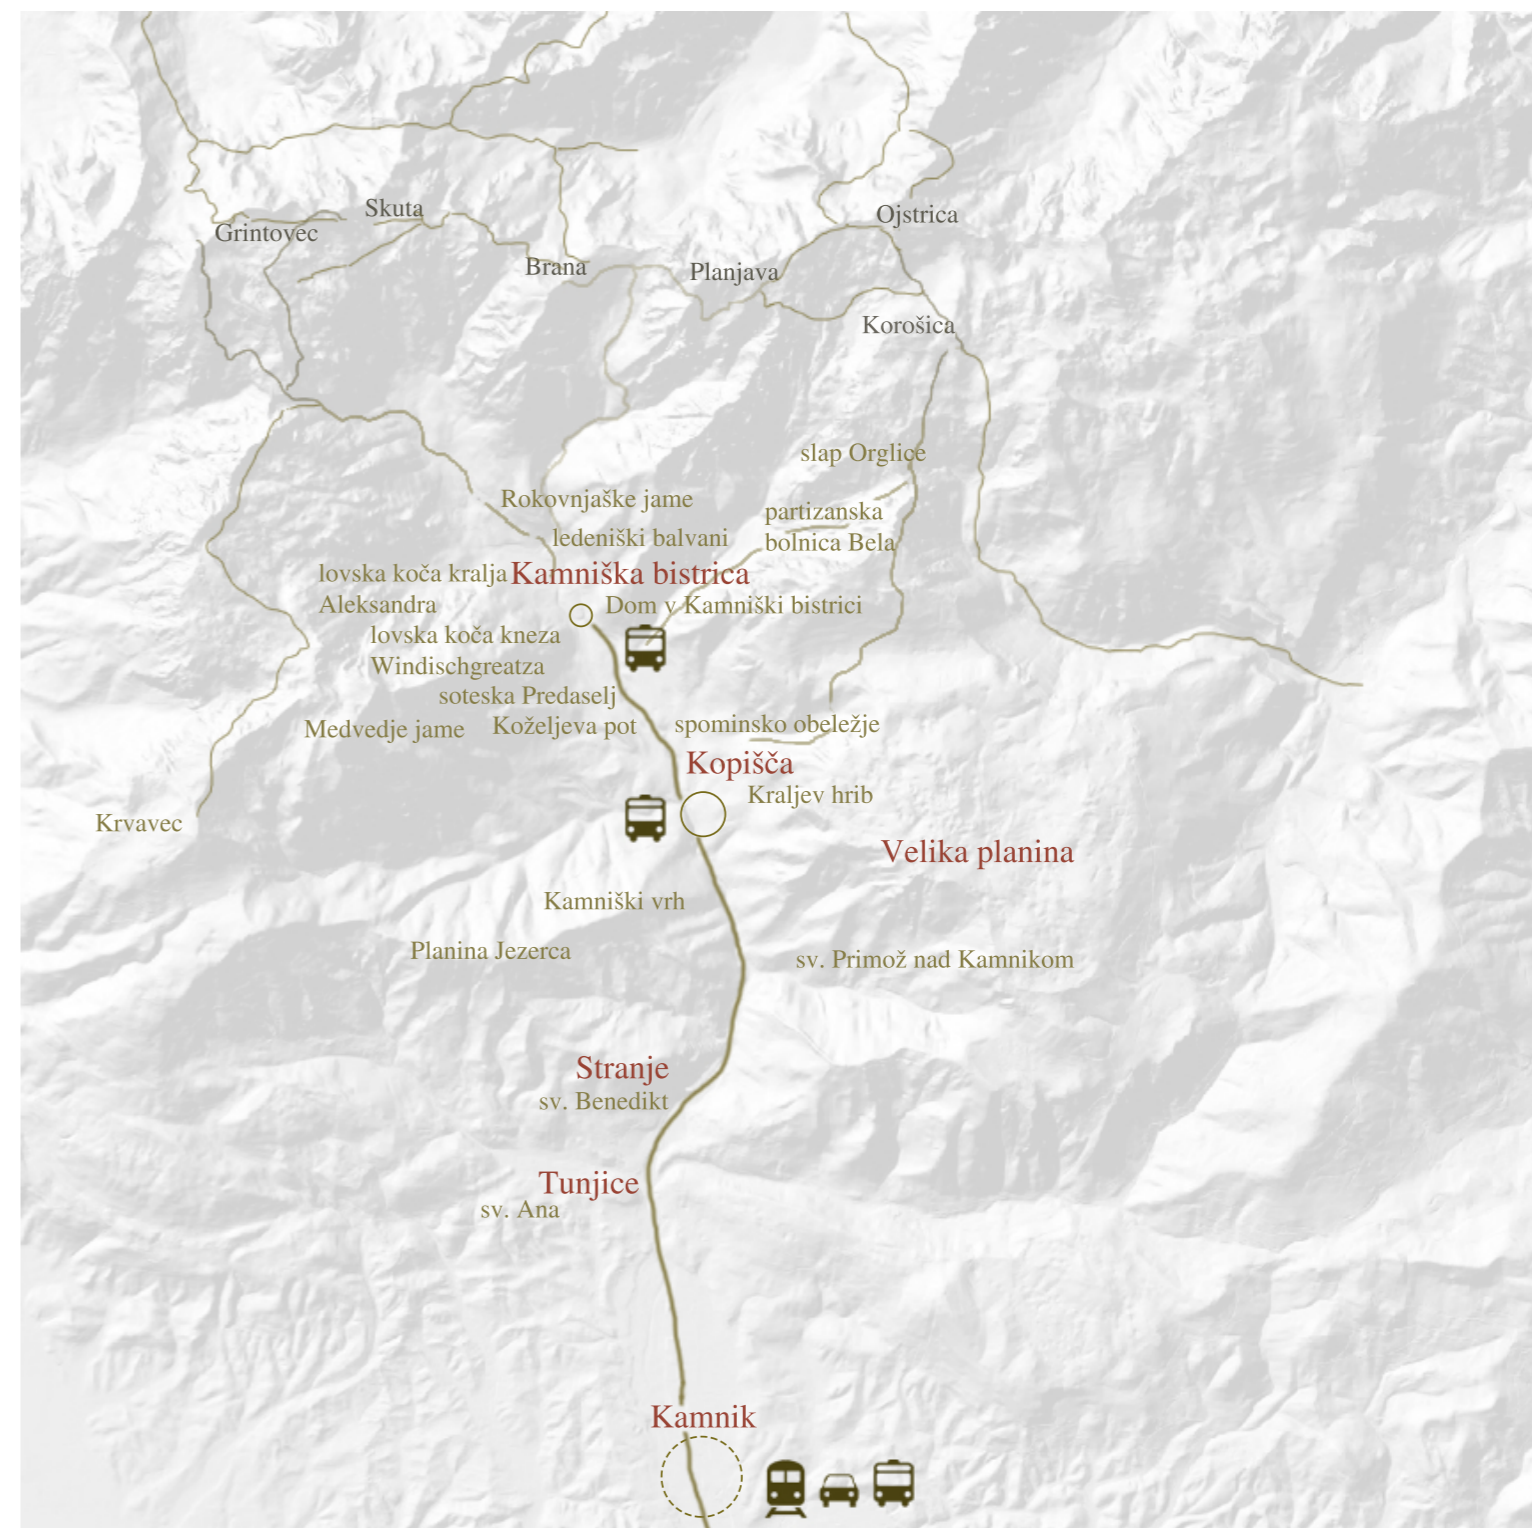 Skuta
Ojstrica
Grintovec
Brana
Planjava
Korošica
slap Orglice
Rokovnjaške jame
partizanska
bolnica Bela
ledeniški balvani
lovska koča kralja
Aleksandra
Kamniška bistrica
Dom v Kamniški bistrici
lovska koča kneza
Windischgreatza
soteska Predaselj
Medvedje jame
Koželjeva pot
spominsko obeležje
Kopišča
Kraljev hrib
Krvavec
Velika planina
Kamniški vrh
Planina Jezerca
sv. Primož nad Kamnikom
Stranje
sv. Benedikt
Tunjice
sv. Ana
Kamnik